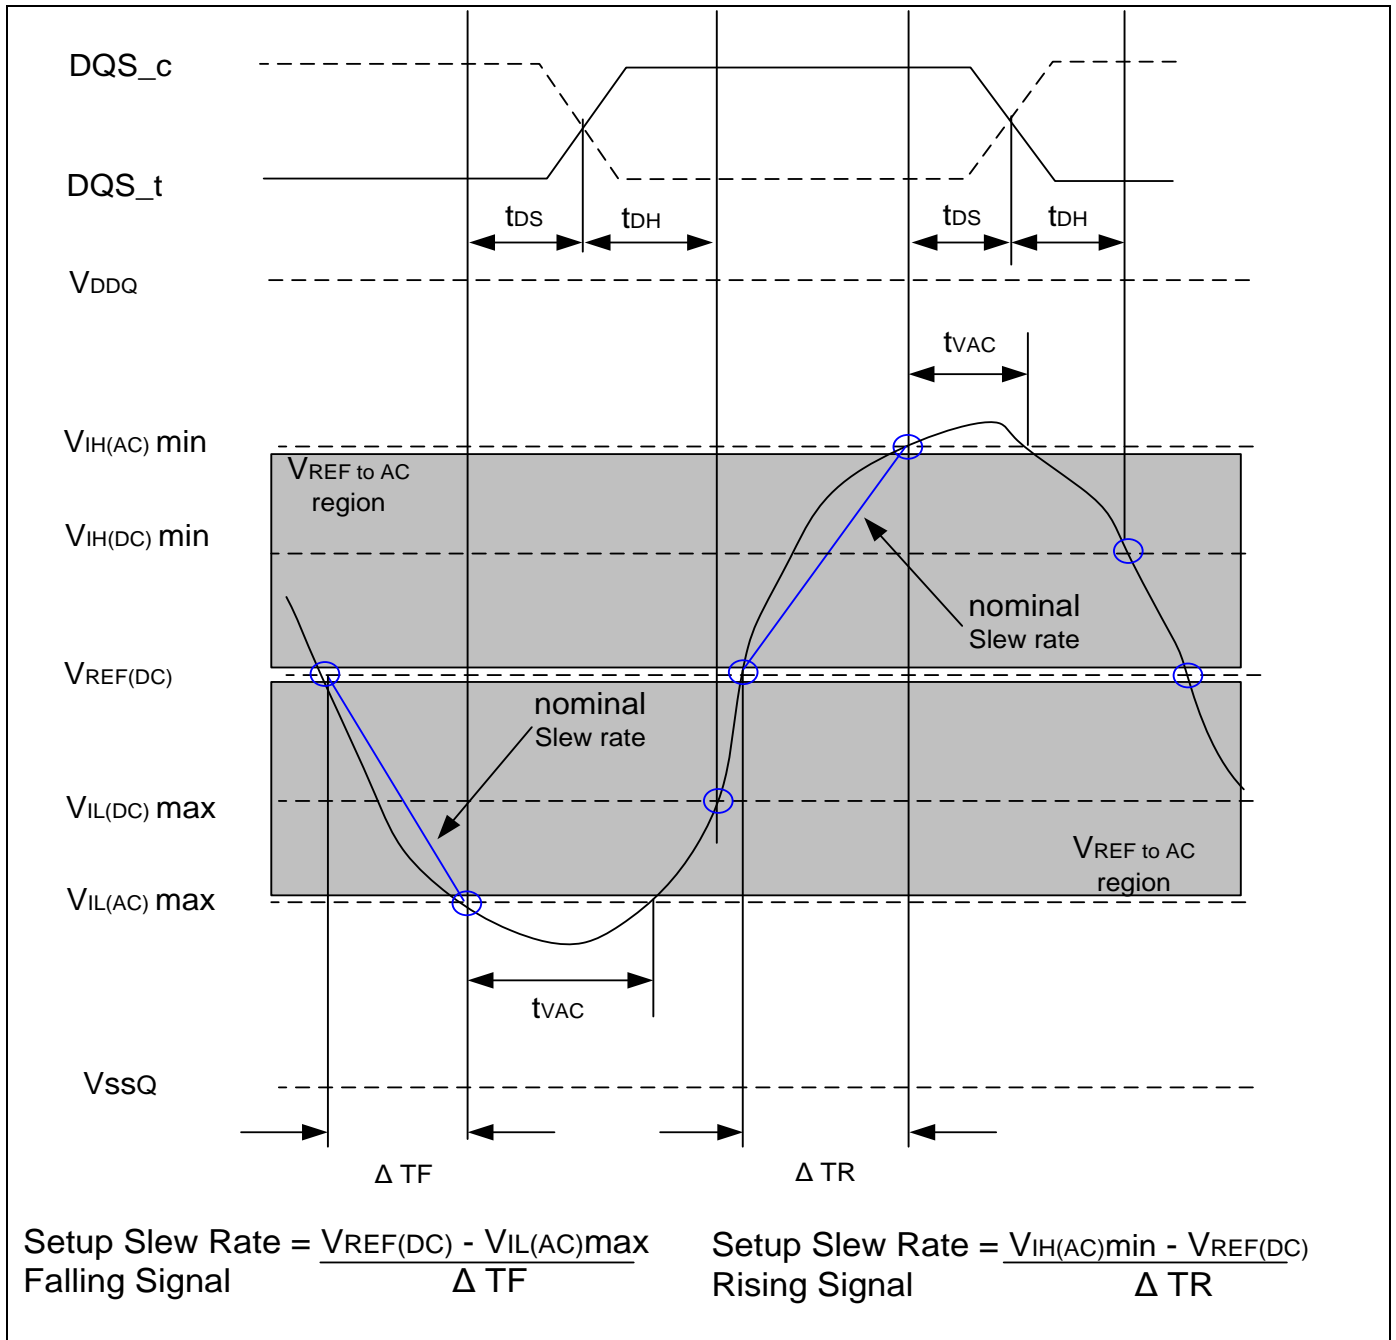 DQS_c
DQS_t
tDS
tDH
tDS
tDH
VDDQ
tVAC
VIH(AC) min
VREF to AC
region
VIH(DC) min
nominal
Slew rate
VREF(DC)
nominal
Slew rate
VIL(DC) max
VREF to AC
region
VIL(AC) max
tVAC
VssQ
Δ TF
Δ TR
Setup Slew Rate = VREF(DC) - VIL(AC)max
Falling Signal Δ TF
Setup Slew Rate = VIH(AC)min - VREF(DC)
Rising Signal Δ TR